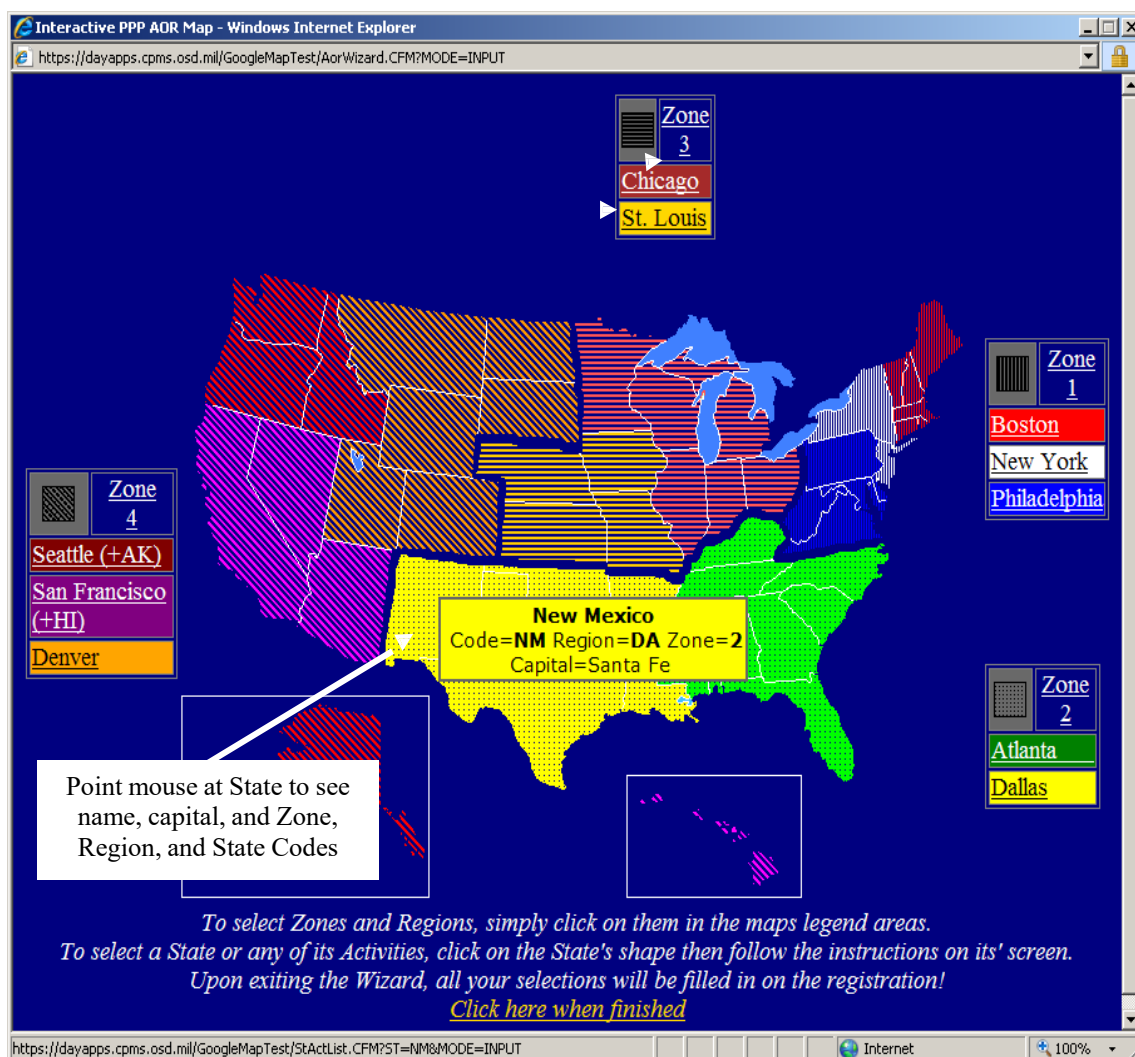 Interactive PPP AOR Map - Windows Internet Explorer
https://dayapps.cpms.osd.mil/GoogleMapTest/AorWizard.CFM?MODE=INPUT
Zone
3
Chicago
St. Louis
Zone
1
Boston
New York
Philadelphia
Zone
4
Seattle (+AK)
San Francisco
(+HI)
Denver
New Mexico
Code=NM Region=DA Zone=2
Capital=Santa Fe
Zone
2
Atlanta
Dallas
Point mouse at State to see
name, capital, and Zone,
Region, and State Codes
To select Zones and Regions, simply click on them in the maps legend areas.
To select a State or any of its Activities, click on the State's shape then follow the instructions on its' screen.
Upon exiting the Wizard, all your selections will be filled in on the registration!
Click here when finished
https://dayapps.cpms.osd.mil/GoogleMapTest/StActList.CFM?ST=NM&MODE=INPUT
Internet
100%